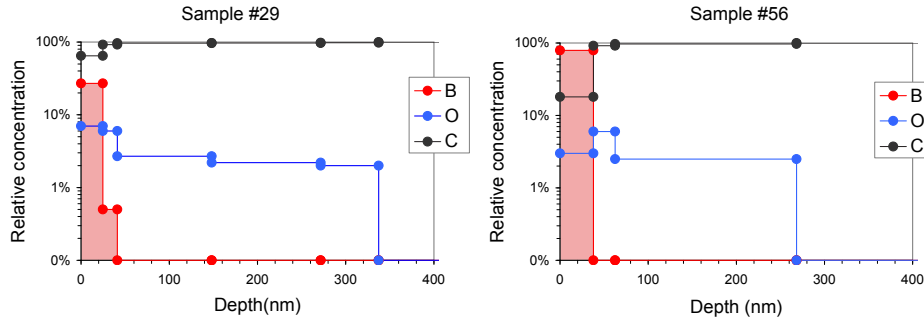 Sample #29
Relative concentration
100%
10%
1%
0%
0
100
200
300
400
Depth(nm)
B
O
C
Sample #56
Relative concentration
100%
10%
1%
0%
0
100
200
300
400
Depth (nm)
B
O
C